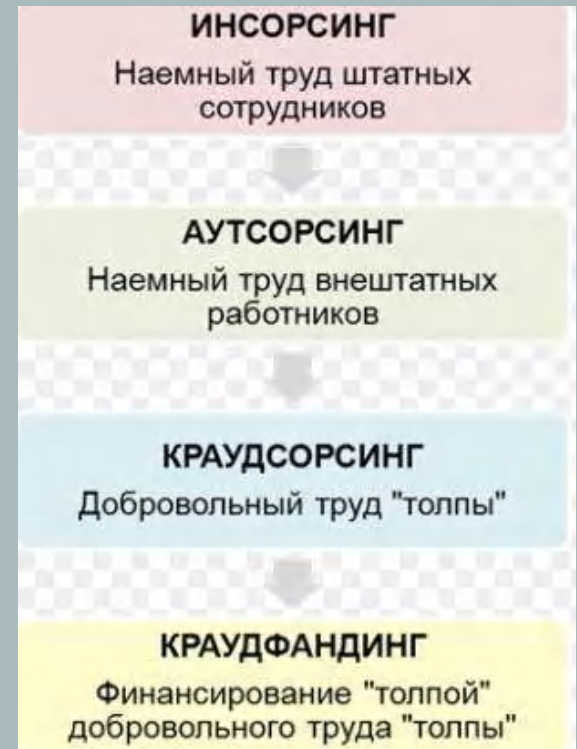 ИНСОРСИНГ
Наемный труд штатных
сотрудников
АУТСОРСИНГ
Наемный труд внештатных
работников
КРАУДСОРСИНГ
Добровольный труд "толпы"
КРАУДФАНДИНГ
Финансирование "толпой"
добровольного труда "толпы"